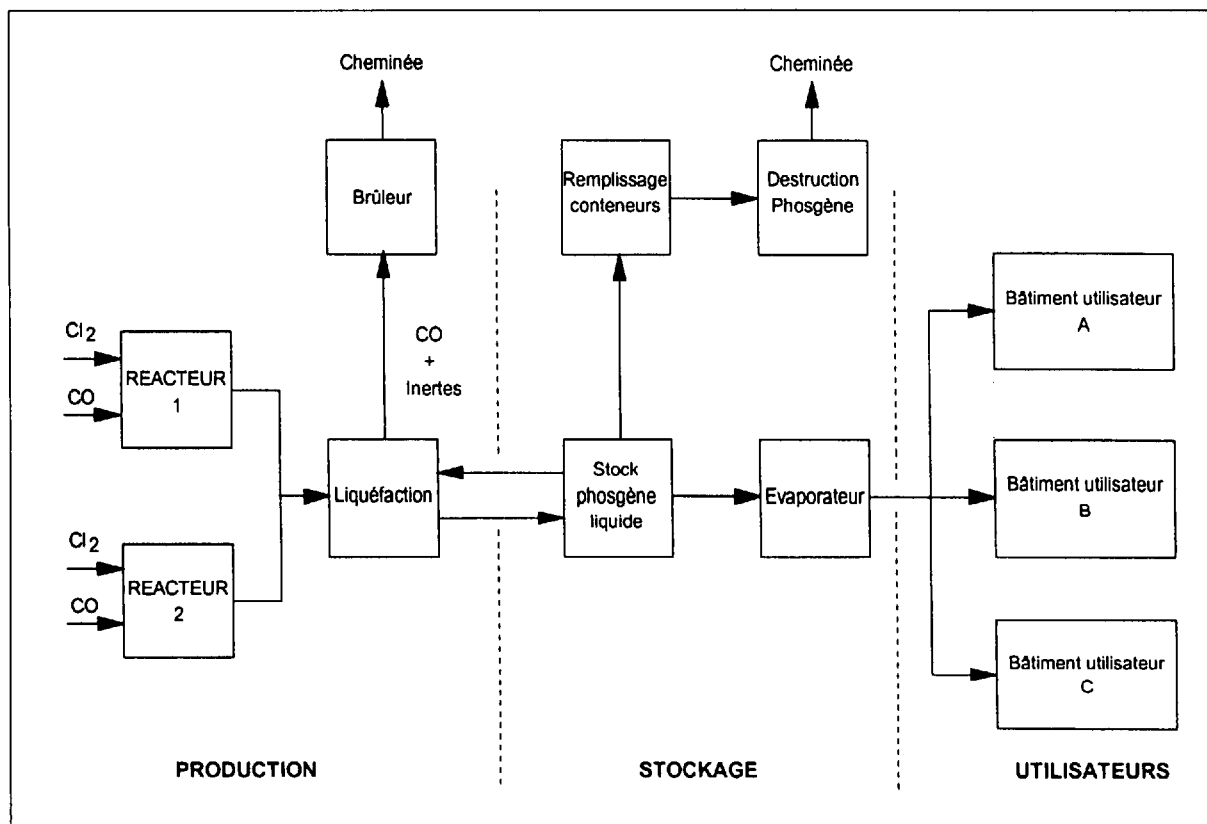 Cheminée
Cheminée
Brûleur
Remplissage
conteneurs
Destruction
Phosgène
Cl2
CO
REACTEUR
1
CO
+
Inertes
Bâtiment utilisateur
A
Liquéfaction
Stock
phosgène
liquide
Evaporateur
Bâtiment utilisateur
B
Cl2
CO
REACTEUR
2
Bâtiment utilisateur
C
PRODUCTION
STOCKAGE
UTILISATEURS